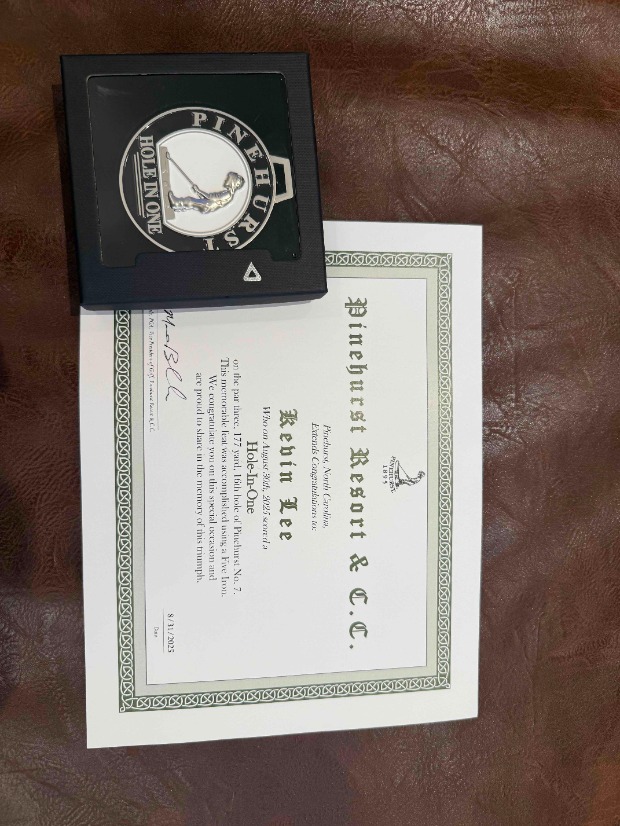 PINEHURST
HOLE IN ONE
PINEHURST
1895
Pinehurst Resort & C.C.
Pinehurst, North Carolina,
Extends Congratulations to:
Kevin Lee
Who on August 30th, 2025 scored a
Hole-In-One
on the par three, 177 yard, 16th hole of Pinehurst No. 7.
This memorable feat was accomplished using a Five Iron.
We congratulate you on this special occasion and
are proud to share in the memory of this triumph.
8/31/2025
Date